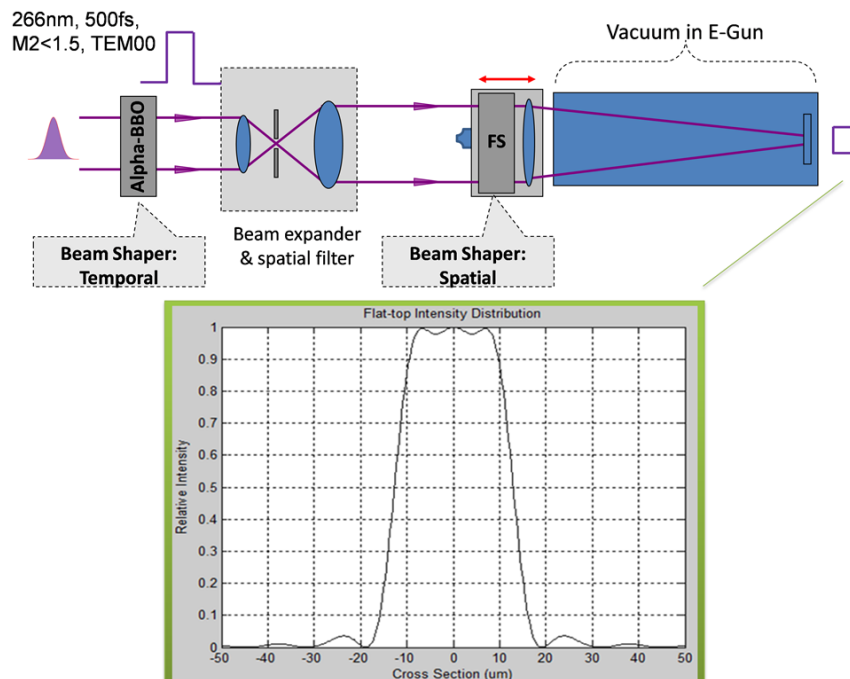 266nm, 500fs,
M2<1.5, TEM00
Vacuum in E-Gun
Alpha-BBO
FS
Beam Shaper:
Temporal
Beam expander
& spatial filter
Beam Shaper:
Spatial
Flat-top Intensity Distribution
Relative Intensity
1
0.9
0.8
0.7
0.6
0.5
0.4
0.3
0.2
0.1
0
-50 -40 -30 -20 -10 0 10 20 30 40 50
Cross Section (um)